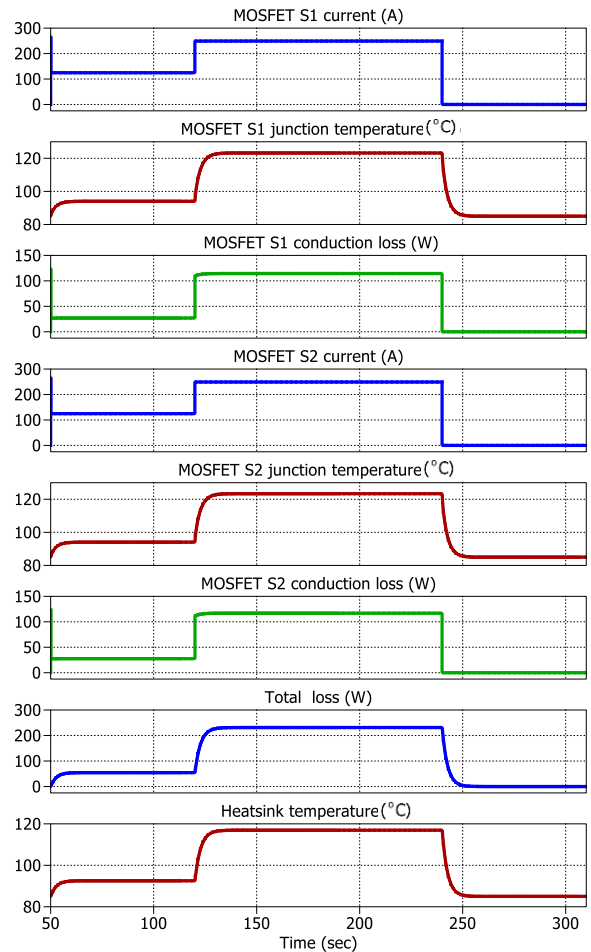 MOSFET S1 current (A)
300
200
100
0
MOSFET S1 junction temperature(°C)
120
100
80
MOSFET S1 conduction loss (W)
150
100
50
0
MOSFET S2 current (A)
300
200
100
0
MOSFET S2 junction temperature(°C)
120
100
80
MOSFET S2 conduction loss (W)
150
100
50
0
Total loss (W)
300
200
100
0
Heatsink temperature(°C)
120
100
80
50 100 150 200 250 300
Time (sec)